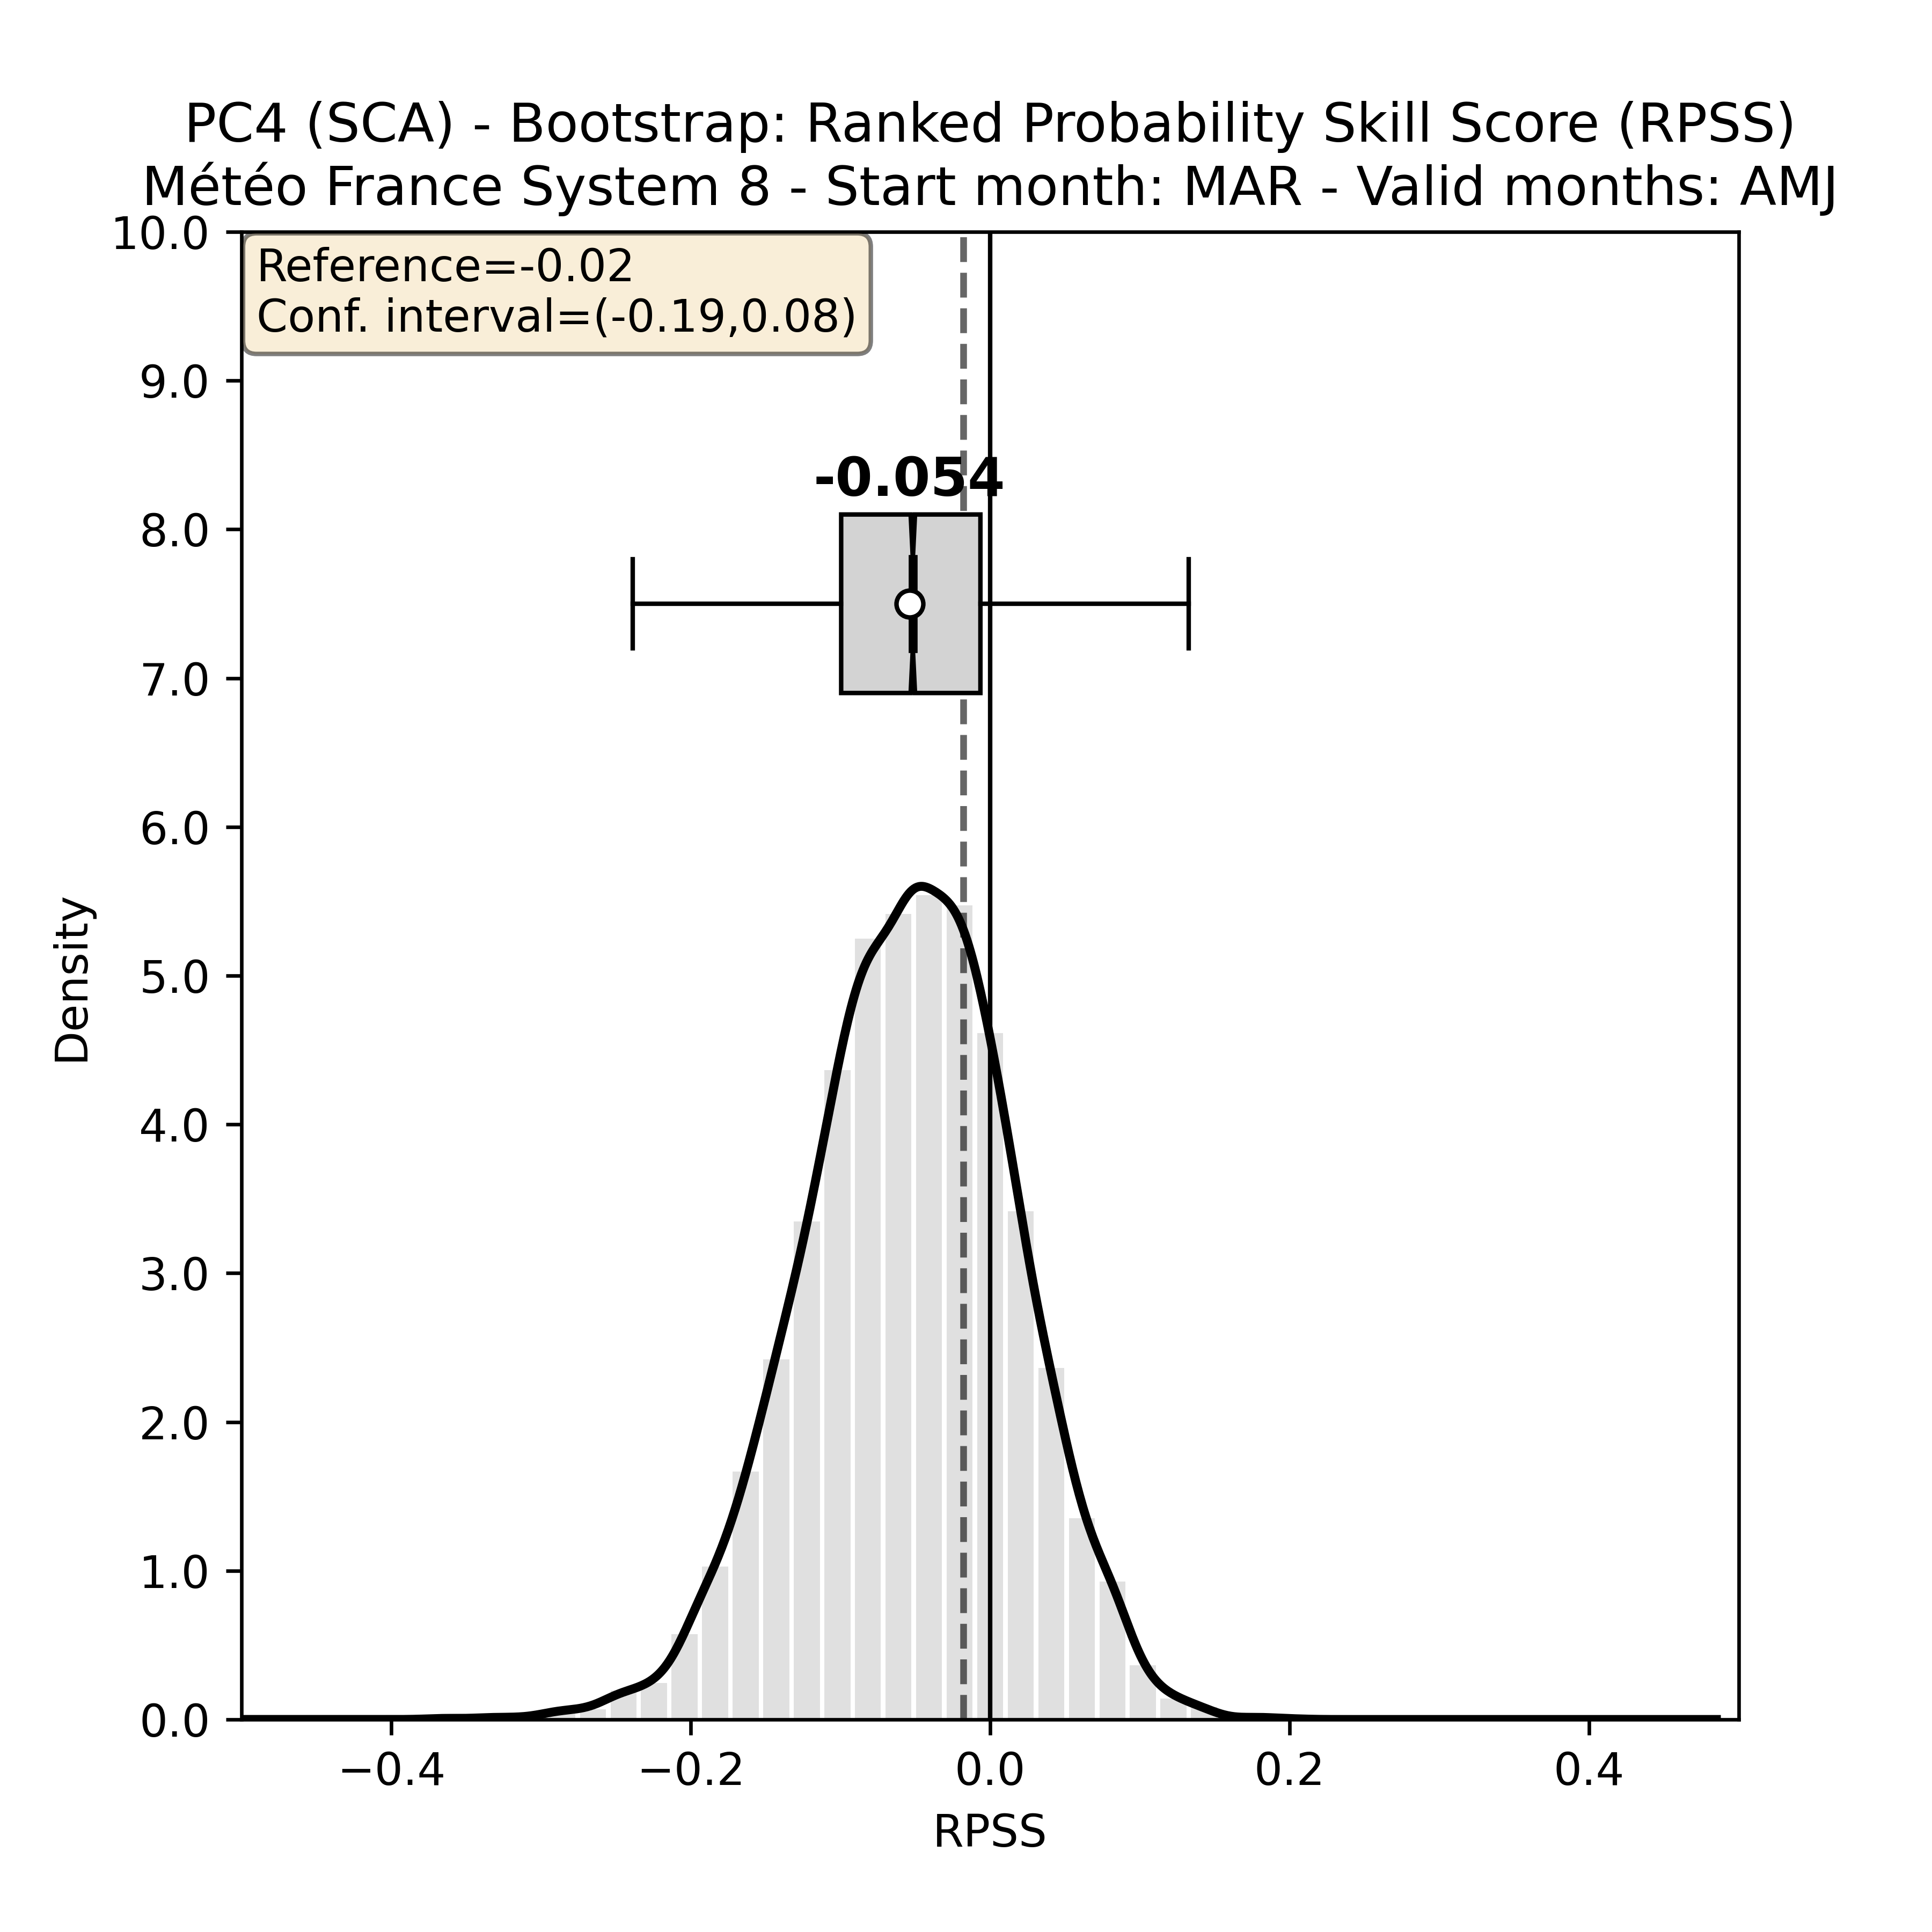 PC4 (SCA) - Bootstrap: Ranked Probability Skill Score (RPSS)
Météo France System 8 - Start month: MAR - Valid months: AMJ
10.0
Reference=-0.02
Conf. interval=(-0.19,0.08)
9.0
-0.054
8.0
7.0
6.0
Density
5.0
4.0
3.0
2.0
1.0
0.0
−0.4 −0.2 0.0 0.2 0.4
RPSS